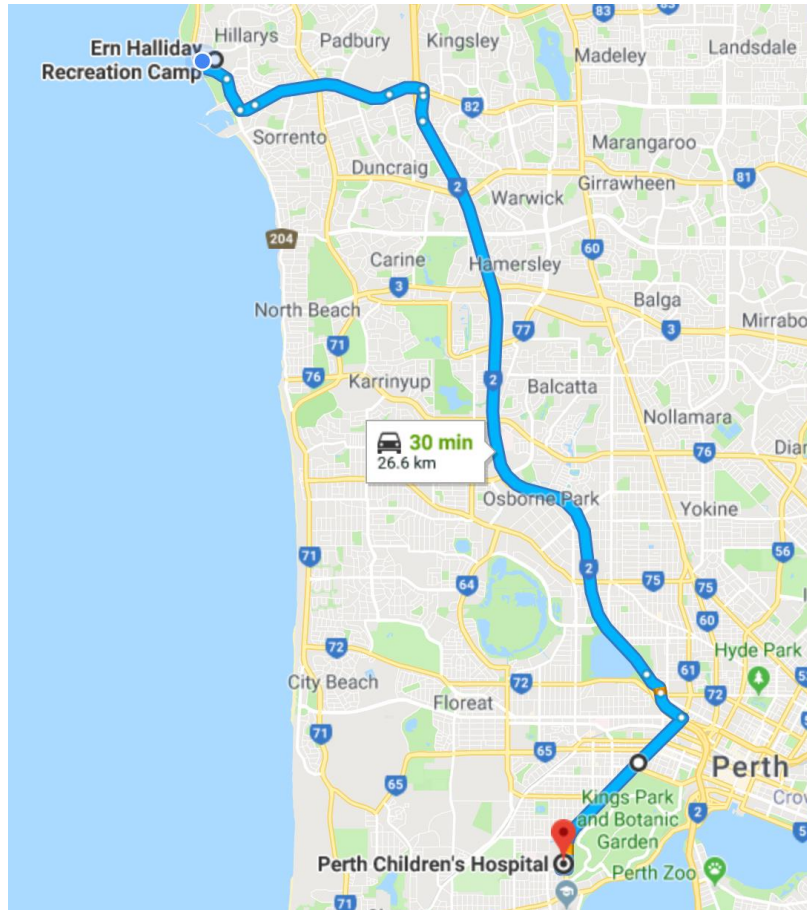 83
85
Ern Halliday
Recreation Camp
Hillarys
Padbury
Kingsley
Landsdale
Madeley
82
Sorrento
Marangaroo
Duncraig
Girrawheen
81
2
Warwick
204
60
Carine
Hamersley
3
Balga
North Beach
Mirrabo
77
3
71
76
Karrinyup
2
Balcatta
Nollamara
30 min
26.6 km
76
Dian
Osborne Park
Yokine
71
56
2
75
75
64
60
72
61
Hyde Park
City Beach
72
72
Floreat
71
65
Perth
65
Kings Park
and Botanic
Garden
Crow
2
Perth Children's Hospital
Perth Zoo
71